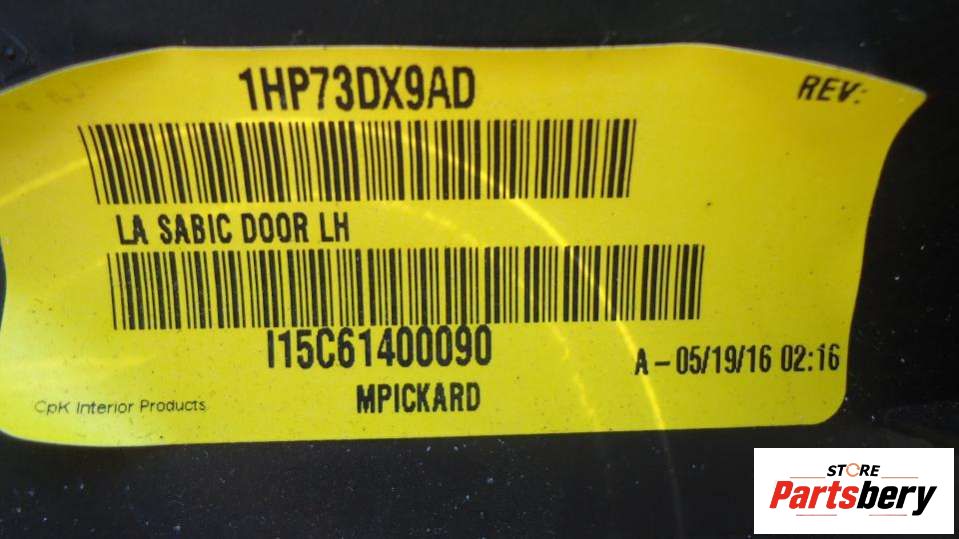 1HP73DX9AD
REV:
LA SABIC DOOR LH
I15C61400090
A - 05/19/16 02:16
MPICKARD
CpK Interior Products
STORE
Partsbery